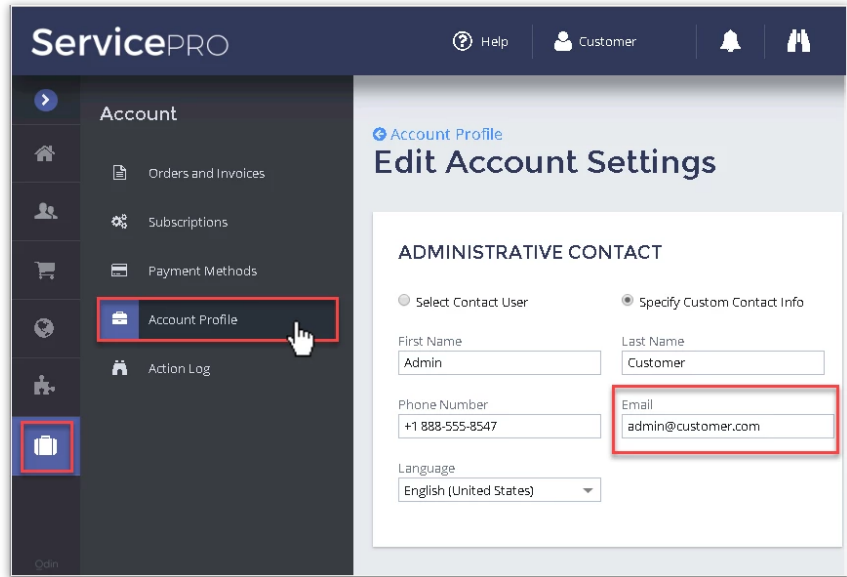 ServicePRO
Help
Customer
Account
Orders and Invoices
Subscriptions
Payment Methods
Account Profile
Action Log
Odin
Account Profile
Edit Account Settings
ADMINISTRATIVE CONTACT
Select Contact User
Specify Custom Contact Info
First Name
Last Name
Admin
Customer
Phone Number
Email
+1 888-555-8547
admin@customer.com
Language
English (United States)